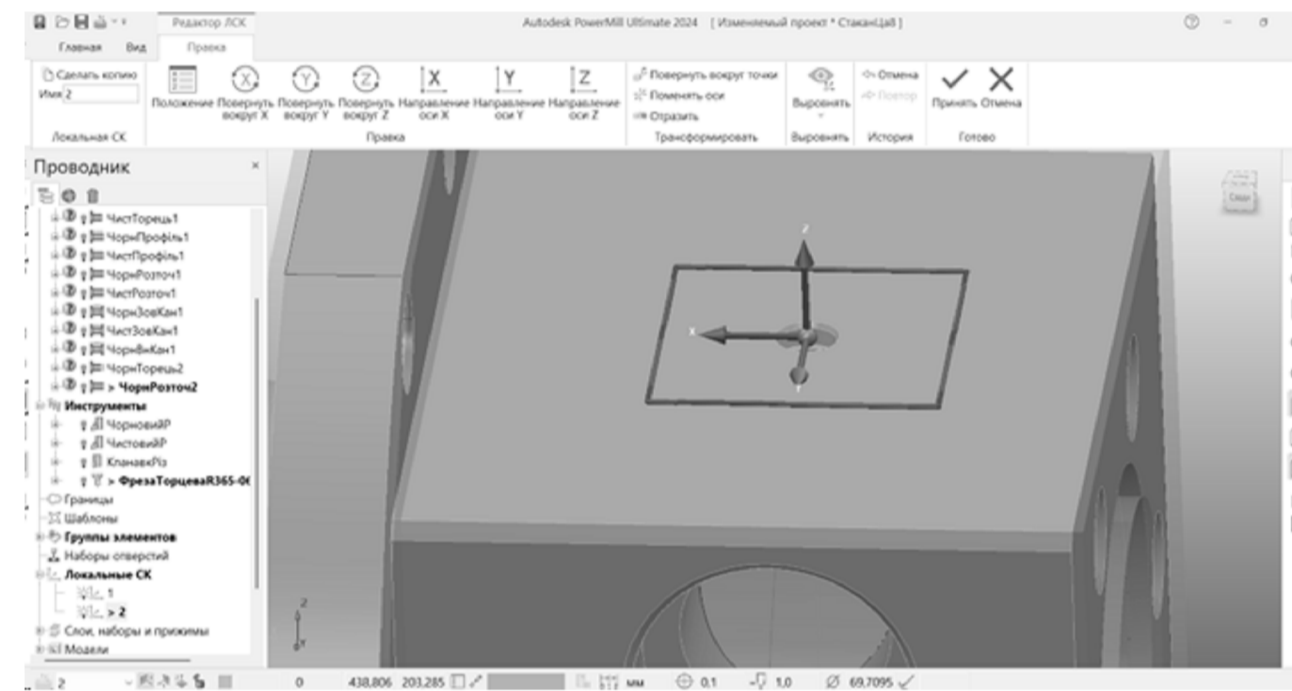 Редактор ЛСК
Autodesk PowerMill Ultimate 2024 [ Изменяемый проект * СтаканЦа8 ]
Главная Вид Правка
Сделать копию
Имя 2
Локальная СК
Положение
Повернуть вокруг X
Повернуть вокруг Y
Повернуть вокруг Z
Направление оси X
Направление оси Y
Направление оси Z
Правка
Повернуть вокруг точки
Поменять оси
Отразить
Трансформировать
Выровнять
Выровнять
Отмена
Повтор
История
Принять Отмена
Готово
Проводник
ЧистТорець1
ЧорнПрофіль1
ЧистПрофіль1
ЧорнРозточ1
ЧистРозточ1
ЧорнЗовКан1
ЧистЗовКан1
ЧорнВнКан1
ЧорнТорець2
> ЧорнРозточ2
Инструменты
ЧорновийР
ЧистовийР
КпанавкРіз
> ФрезаТорцеваR365-0
Границы
Шаблоны
Группы элементов
Наборы отверстий
Локальные СК
1
> 2
Слои, наборы и прижимы
Модели
Z
X
Y
Z
X
2
0 438,806 203,285 мм 0.1 1.0 69,7095